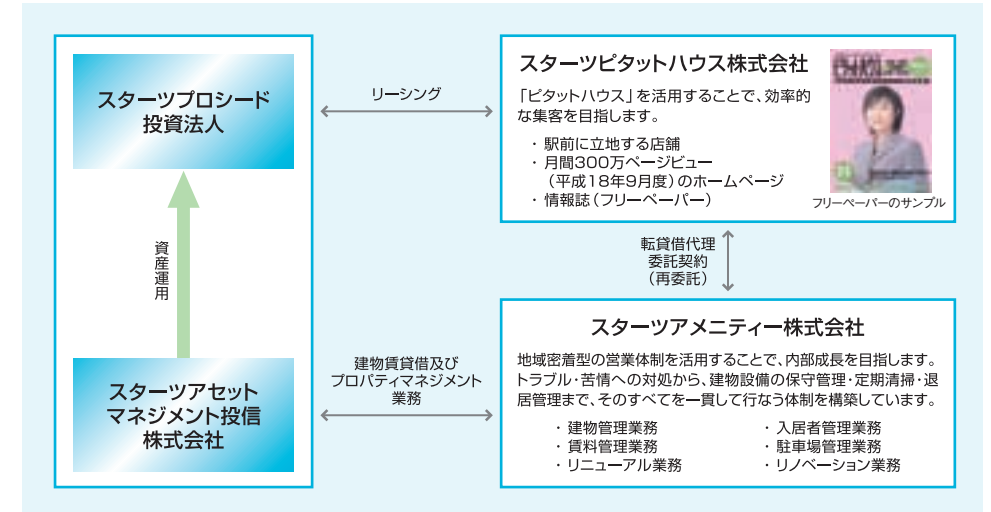 スターツプロシード
投資法人
資産運用
スターツアセット
マネジメント投信
株式会社
リーシング
スターツピタットハウス株式会社
「ピタットハウス」を活用することで、効率的
な集客を目指します。
・ 駅前に立地する店舗
・ 月間300万ページビュー
（平成18年9月度）のホームページ
・ 情報誌（フリーペーパー）
フリーペーパーのサンプル
転貸借代理
委託契約
（再委託）
建物賃貸借及び
プロパティマネジメント
業務
スターツアメニティー株式会社
地域密着型の営業体制を活用することで、内部成長を目指します。
トラブル・苦情への対処から、建物設備の保守管理・定期清掃・退
居管理まで、そのすべてを一貫して行なう体制を構築しています。
・ 建物管理業務
・ 賃料管理業務
・ リニューアル業務
・ 入居者管理業務
・ 駐車場管理業務
・ リノベーション業務